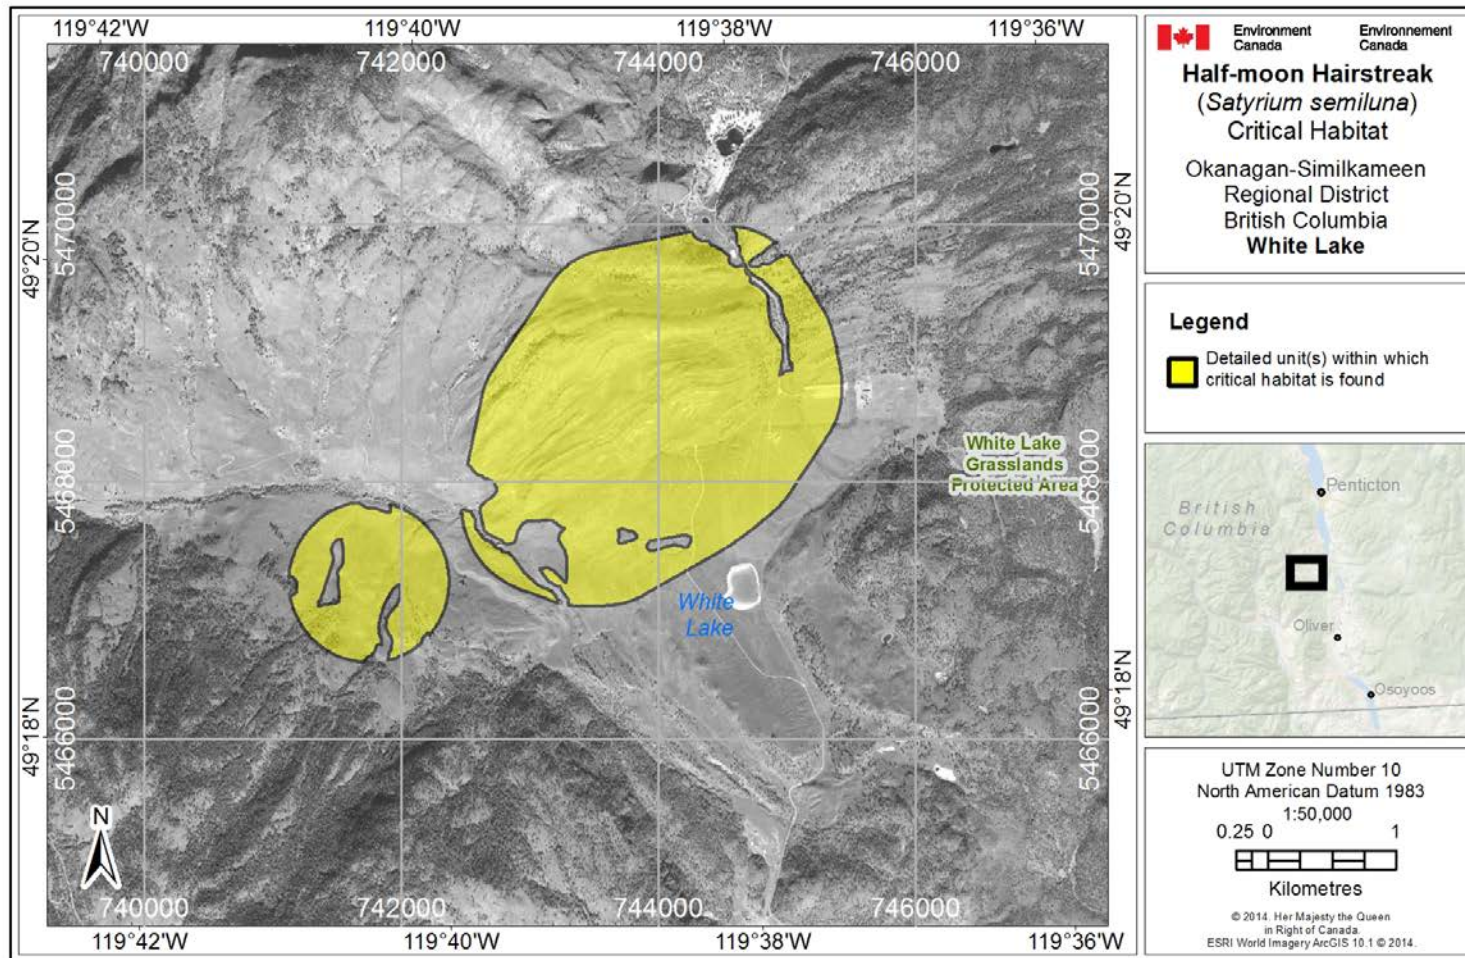 119°42'W 119°40'W 119°38'W 119°36'W
740000 742000 744000 746000
49°20'N
5470000
5470000
49°20'N
5468000
5468000
White Lake
Grasslands
Protected Area
White
Lake
49°18'N
5466000
5466000
49°18'N
N
740000 742000 744000 746000
119°42'W 119°40'W 119°38'W 119°36'W
Environment
Canada
Environnement
Canada
Half-moon Hairstreak
(Satyrium semiluna)
Critical Habitat
Okanagan-Similkameen
Regional District
British Columbia
White Lake
Legend
Detailed unit(s) within which
critical habitat is found
Penticton
British
Columbia
Oliver
Osoyoos
UTM Zone Number 10
North American Datum 1983
1:50,000
0.25 0 1
Kilometres
© 2014. Her Majesty the Queen
in Right of Canada.
ESRI World Imagery ArcGIS 10.1 © 2014.